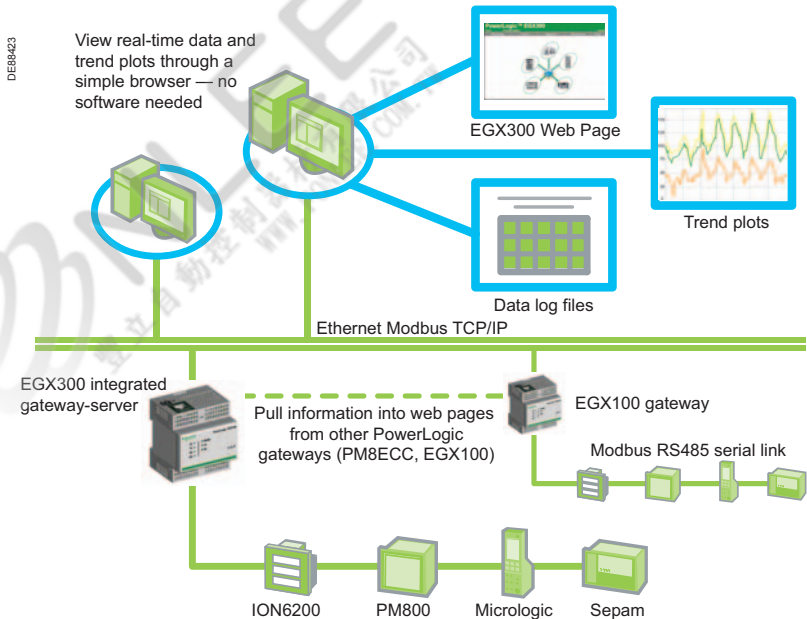 DE88423
View real-time data and
trend plots through a
simple browser — no
software needed
PowerLogic™ EGX300
EGX300 Web Page
Trend plots
Data log files
Ethernet Modbus TCP/IP
EGX300 integrated
gateway-server
Pull information into web pages
from other PowerLogic
gateways (PM8ECC, EGX100)
EGX100 gateway
Modbus RS485 serial link
ION6200
PM800
Micrologic
Sepam